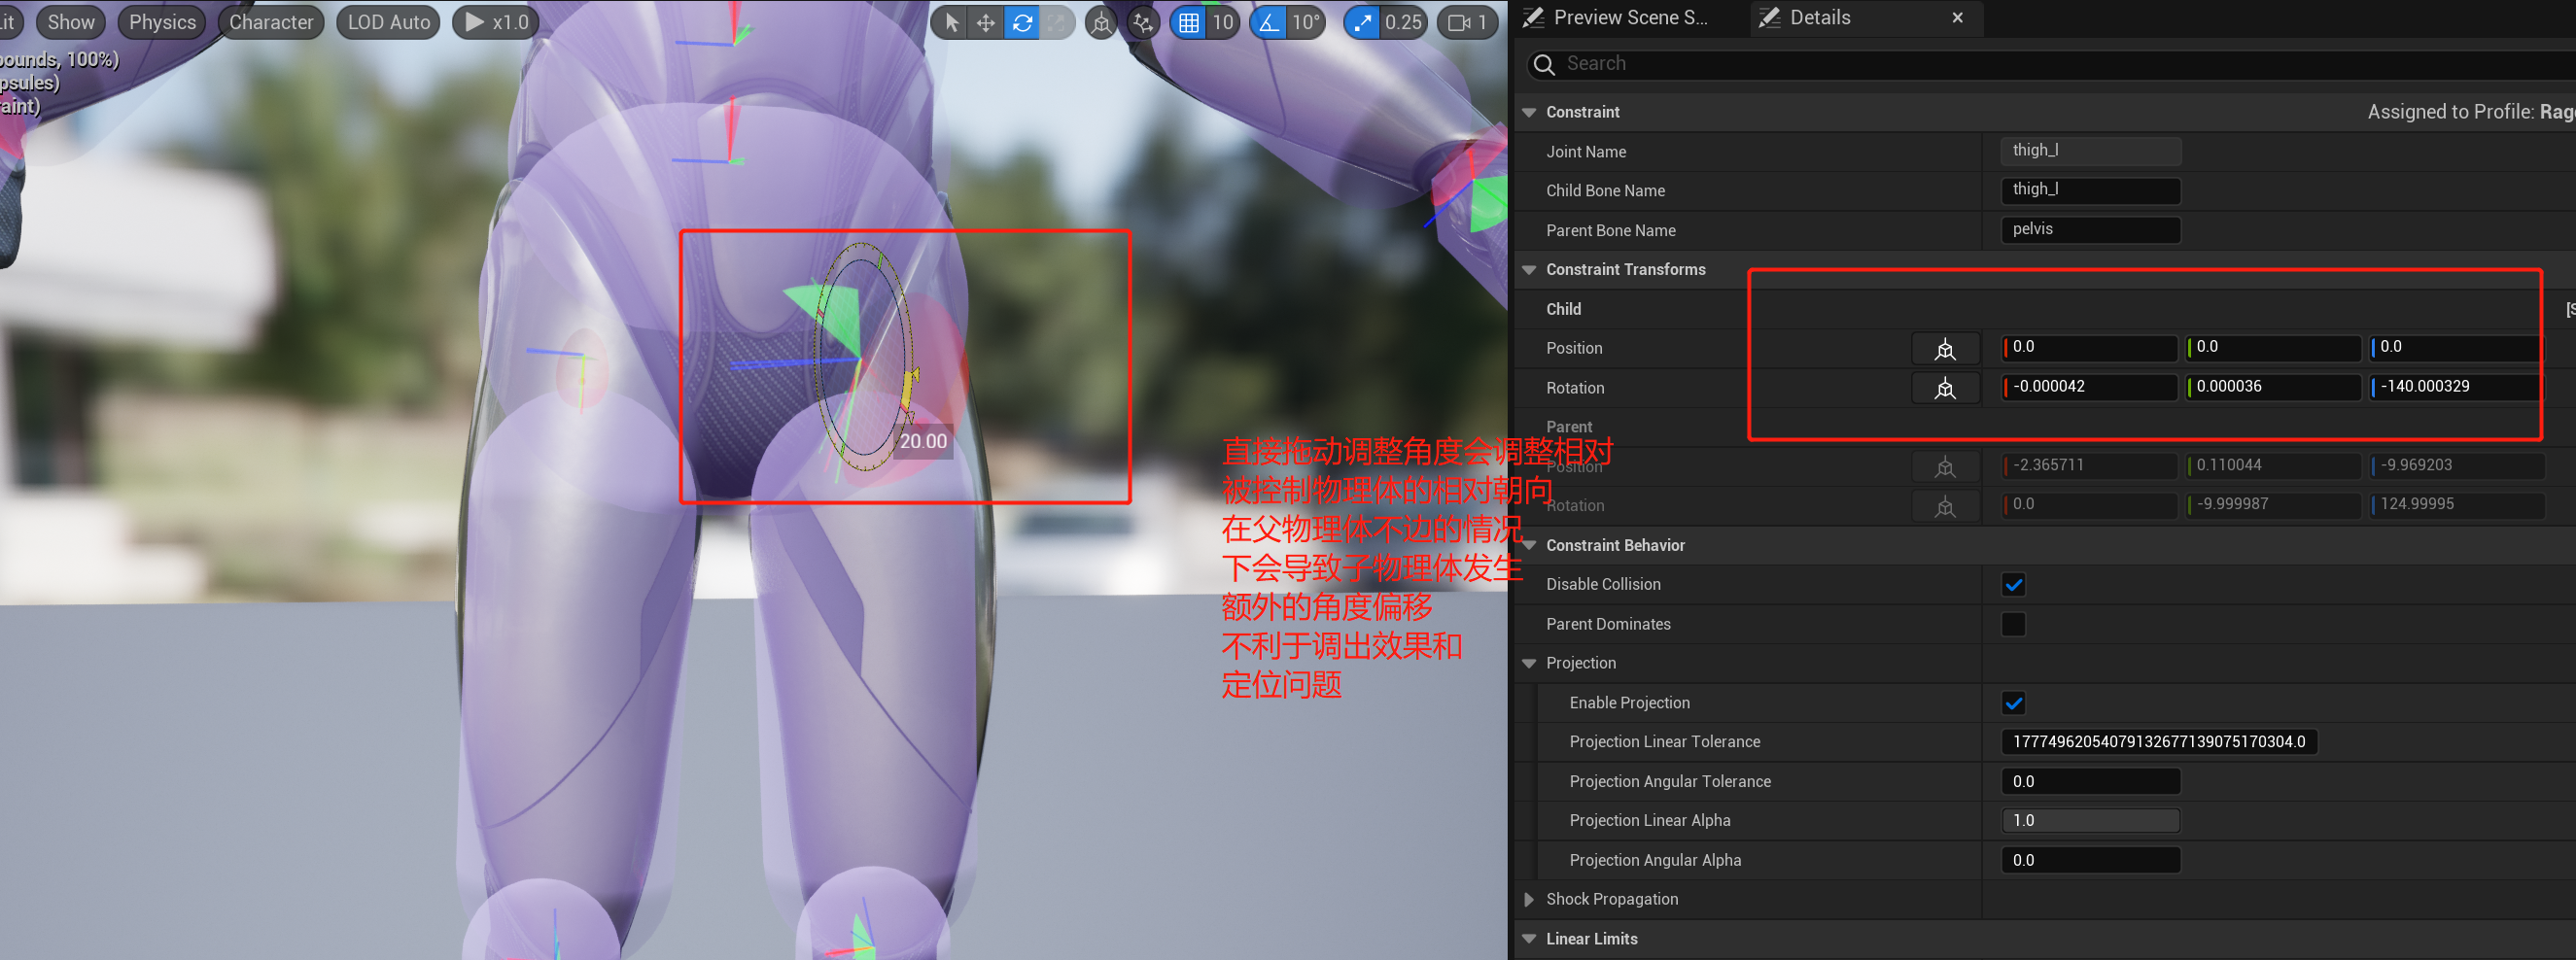 Lit
Show
Physics
Character
LOD Auto
x1.0
10
10°
0.25
1
ounds, 100%)
psules)
raint)
20.00
直接拖动调整角度会调整相对
被控制物理体的相对朝向
在父物理体不边的情况
下会导致子物理体发生
额外的角度偏移
不利于调出效果和
定位问题
Preview Scene S...
Details
Search
Constraint
Assigned to Profile: Rag
Joint Name
thigh_l
Child Bone Name
thigh_l
Parent Bone Name
pelvis
Constraint Transforms
Child
Position
0.0
0.0
0.0
Rotation
-0.000042
0.000036
-140.000329
Parent
Position
-2.365711
0.110044
-9.969203
Rotation
0.0
-9.999987
124.99995
Constraint Behavior
Disable Collision
Parent Dominates
Projection
Enable Projection
Projection Linear Tolerance
177749620540791326771390751​70304.0
Projection Angular Tolerance
0.0
Projection Linear Alpha
1.0
Projection Angular Alpha
0.0
Shock Propagation
Linear Limits